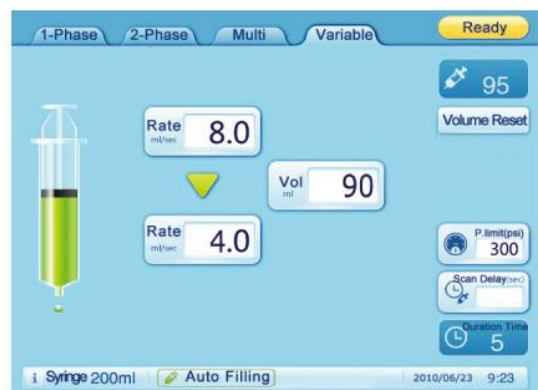 1-Phase 2-Phase Multi Variable Ready
95
Volume Reset
Rate ml/sec 8.0
Vol ml 90
Rate ml/sec 4.0
P.limit(psi)
300
Scan Delay(sec)
Duration Time
5
i Syringe 200ml Auto Filling 2010/06/23 9:23